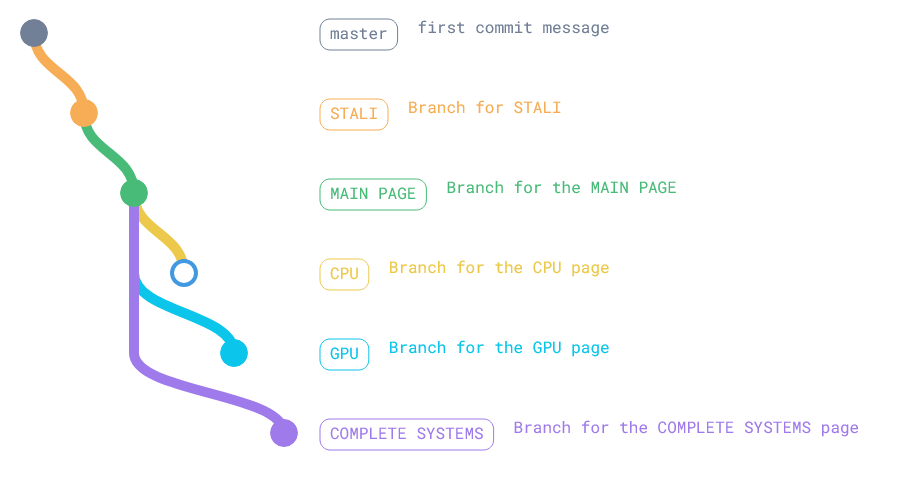 master first commit message
STALI Branch for STALI
MAIN PAGE Branch for the MAIN PAGE
CPU Branch for the CPU page
GPU Branch for the GPU page
COMPLETE SYSTEMS Branch for the COMPLETE SYSTEMS page